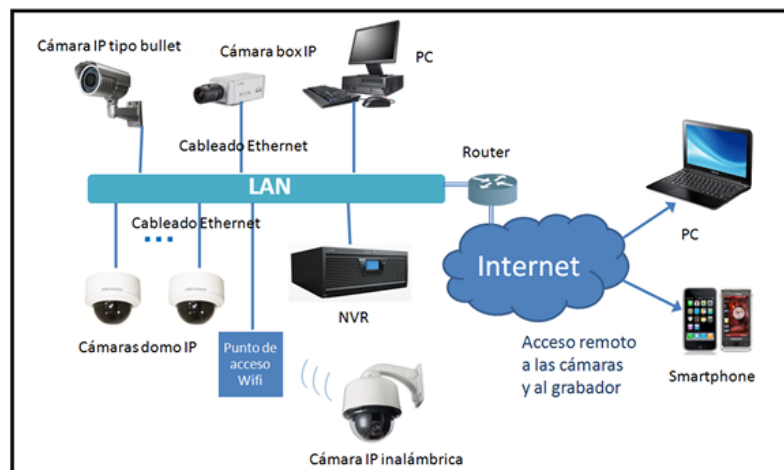 Cámara IP tipo bullet
Cámara box IP
PC
Cableado Ethernet
Router
LAN
Cableado Ethernet
PC
Internet
NVR
Cámaras domo IP
Punto de
acceso
Wifi
Acceso remoto
a las cámaras
y al grabador
Smartphone
Cámara IP inalámbrica